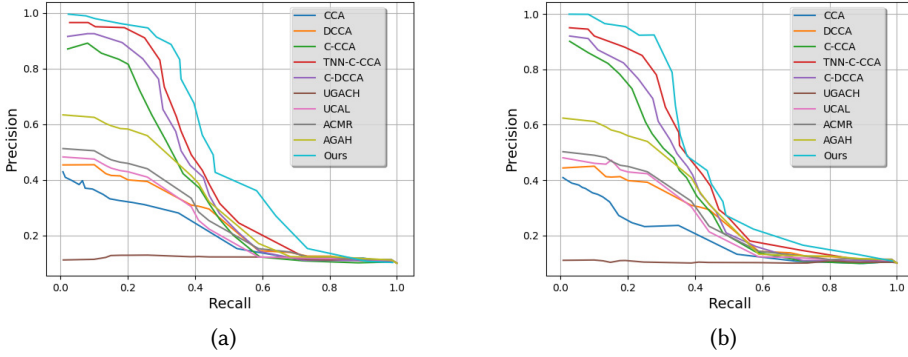 1.0
0.8
0.6
0.4
0.2
Precision
0.0 0.2 0.4 0.6 0.8 1.0
Recall
CCA
DCCA
C-CCA
TNN-C-CCA
C-DCCA
UGACH
UCAL
ACMR
AGAH
Ours
(a)
1.0
0.8
0.6
0.4
0.2
Precision
0.0 0.2 0.4 0.6 0.8 1.0
Recall
CCA
DCCA
C-CCA
TNN-C-CCA
C-DCCA
UGACH
UCAL
ACMR
AGAH
Ours
(b)